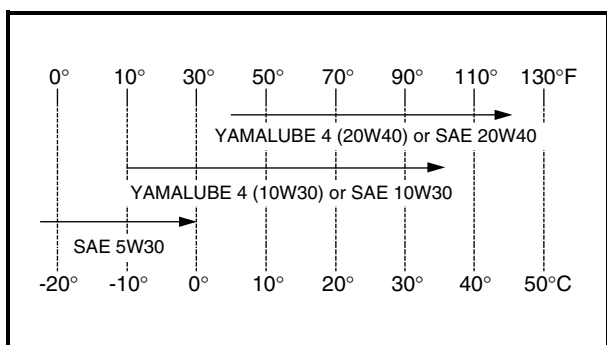 0° 10° 30° 50° 70° 90° 110° 130°F
YAMALUBE 4 (20W40) or SAE 20W40
YAMALUBE 4 (10W30) or SAE 10W30
SAE 5W30
-20° -10° 0° 10° 20° 30° 40° 50°C